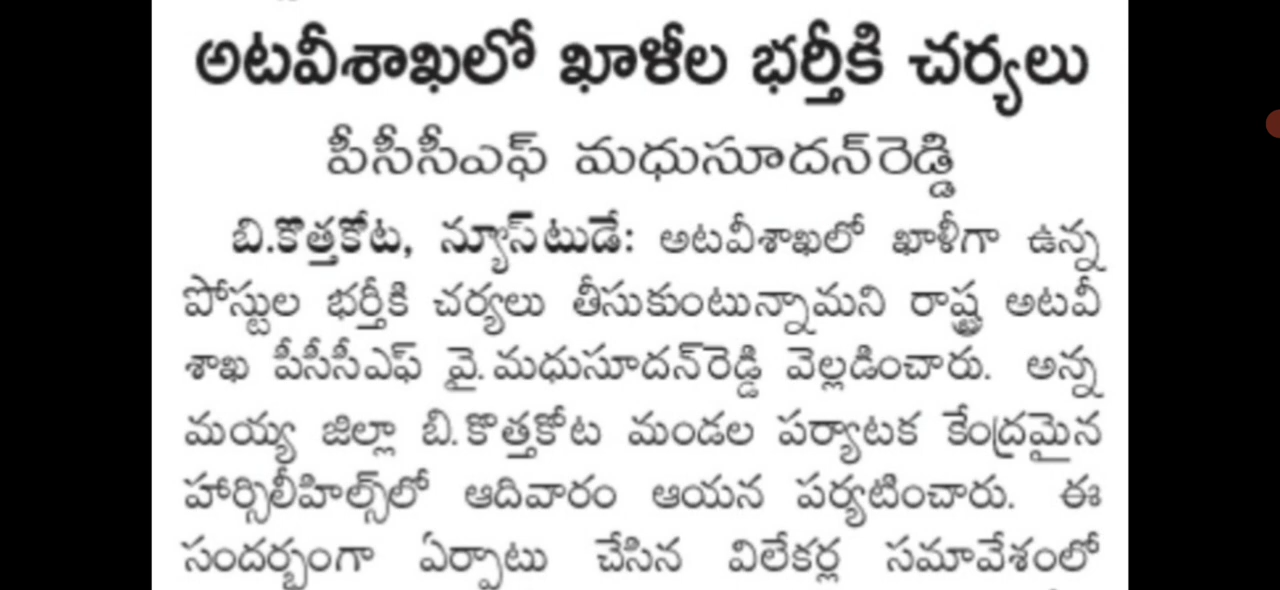 అటవీశాఖలో ఖాళీల భర్తీకి చర్యలు
పీసీసీఎఫ్ మధుసూదన్‌రెడ్డి
బి.కొత్తకోట, న్యూస్‌టుడే: అటవీశాఖలో ఖాళీగా ఉన్న
పోస్టుల భర్తీకి చర్యలు తీసుకుంటున్నామని రాష్ట్ర అటవీ
శాఖ పీసీసీఎఫ్ వై.మధుసూదన్‌రెడ్డి వెల్లడించారు. అన్న
మయ్య జిల్లా బి.కొత్తకోట మండల పర్యాటక కేంద్రమైన
హార్సిలీహిల్స్‌లో ఆదివారం ఆయన పర్యటించారు. ఈ
సందర్భంగా ఏర్పాటు చేసిన విలేకర్ల సమావేశంలో